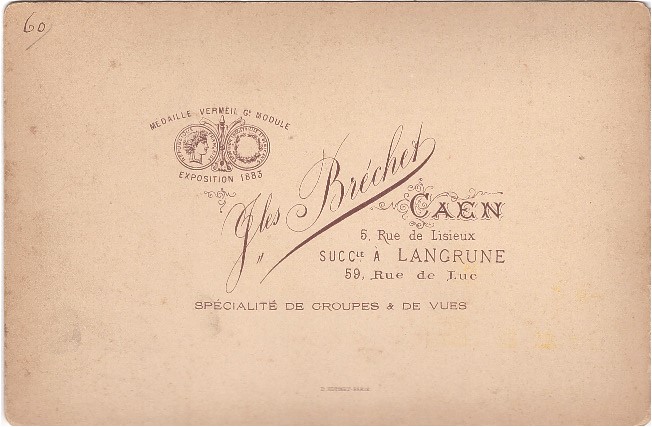 60
MEDAILLE VERMEIL Gd MODULE
EXPOSITION 1883
Jles Bréchet
CAEN
5, Rue de Lisieux
SUCCLE À LANGRUNE
59, Rue de Luc
SPÉCIALITÉ DE GROUPES & DE VUES